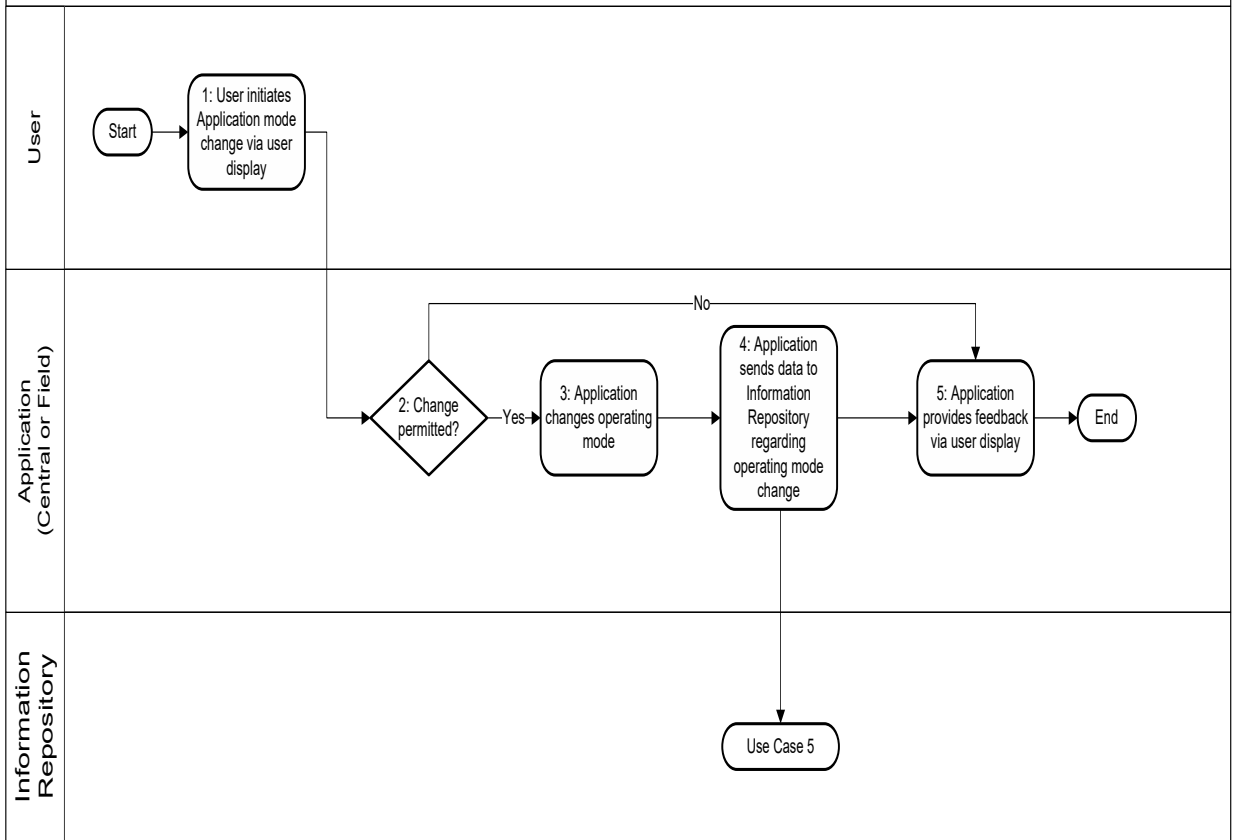 User
Start
1: User initiates
Application mode
change via user
display
Application
(Central or Field)
No
2: Change
permitted?
Yes
3: Application
changes operating
mode
4: Application
sends data to
Information
Repository
regarding
operating mode
change
5: Application
provides feedback
via user display
End
Information
Repository
Use Case 5